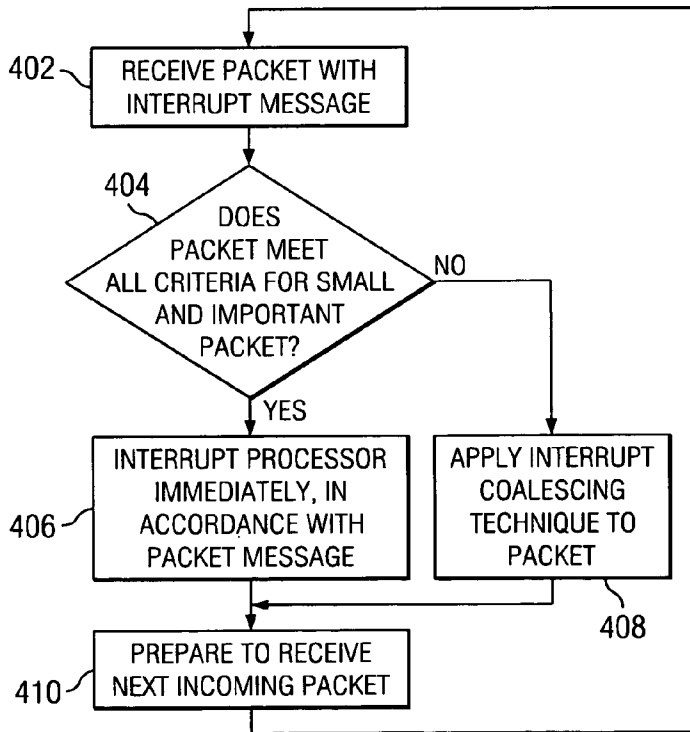 402
RECEIVE PACKET WITH
INTERRUPT MESSAGE
404
DOES
PACKET MEET
ALL CRITERIA FOR SMALL
AND IMPORTANT
PACKET?
NO
YES
406
INTERRUPT PROCESSOR
IMMEDIATELY, IN
ACCORDANCE WITH
PACKET MESSAGE
APPLY INTERRUPT
COALESCING
TECHNIQUE TO
PACKET
408
410
PREPARE TO RECEIVE
NEXT INCOMING PACKET